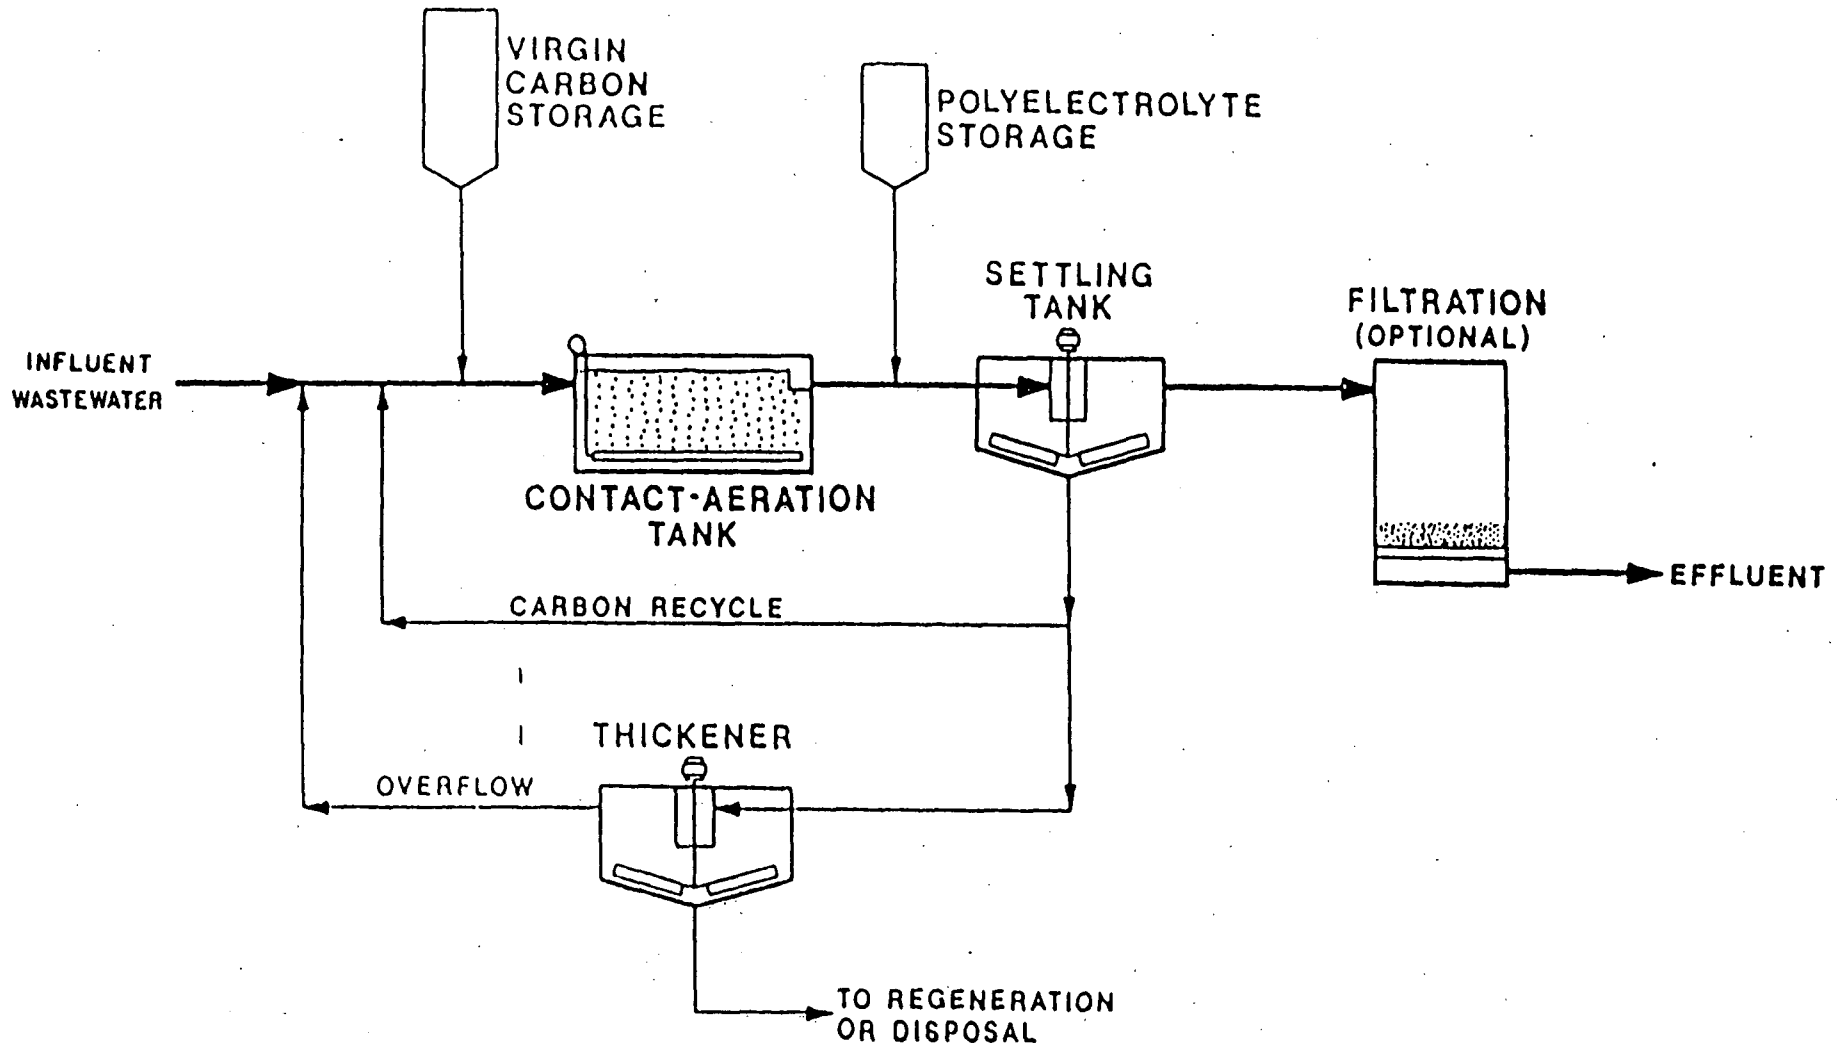 VIRGIN
CARBON
STORAGE
POLYELECTROLYTE
STORAGE
SETTLING
TANK
FILTRATION
(OPTIONAL)
INFLUENT
WASTEWATER
CONTACT-AERATION
TANK
EFFLUENT
CARBON RECYCLE
THICKENER
OVERFLOW
TO REGENERATION
OR DISPOSAL